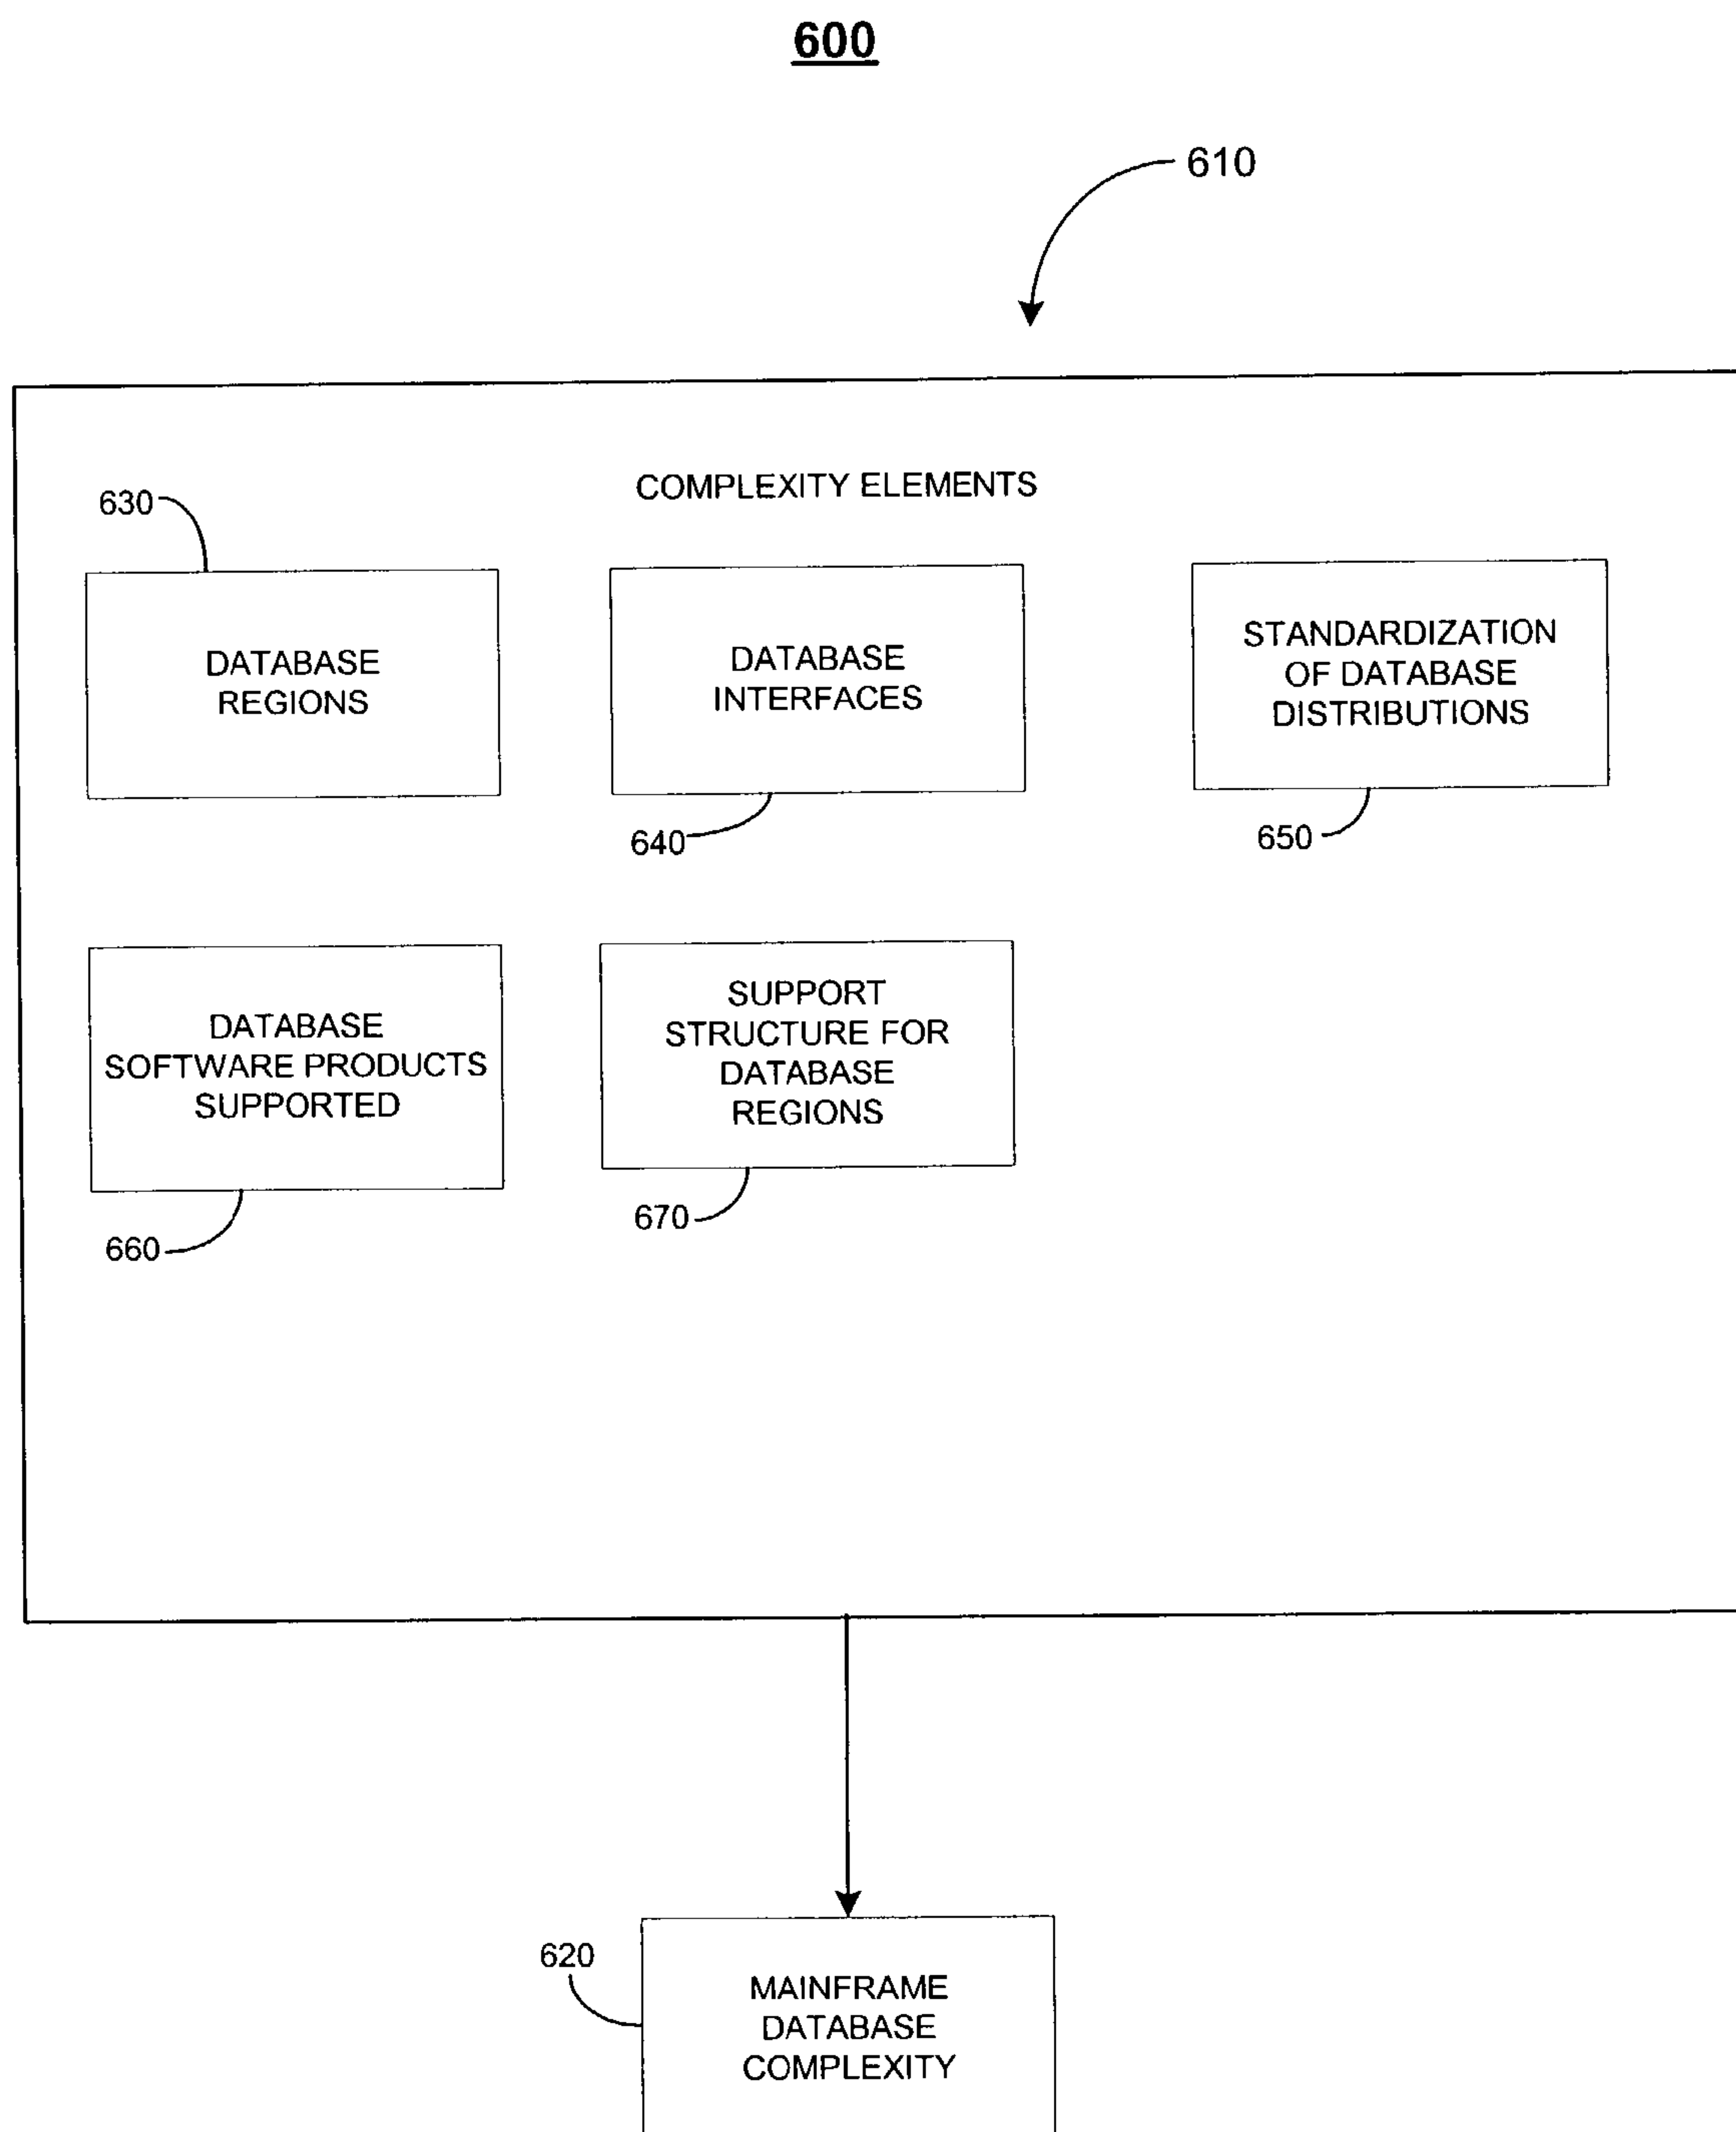 600
610
COMPLEXITY ELEMENTS
630
DATABASE
REGIONS
DATABASE
INTERFACES
640
STANDARDIZATION
OF DATABASE
DISTRIBUTIONS
650
DATABASE
SOFTWARE PRODUCTS
SUPPORTED
660
SUPPORT
STRUCTURE FOR
DATABASE
REGIONS
670
620
MAINFRAME
DATABASE
COMPLEXITY